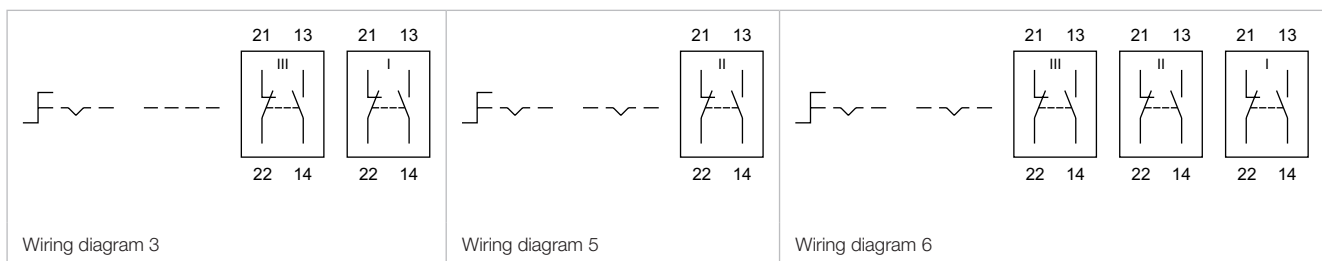 21 13 21 13 21 13 21 13 21 13 21 13
III I II III II I
22 14 22 14 22 14 22 14 22 14 22 14
Wiring diagram 3 Wiring diagram 5 Wiring diagram 6